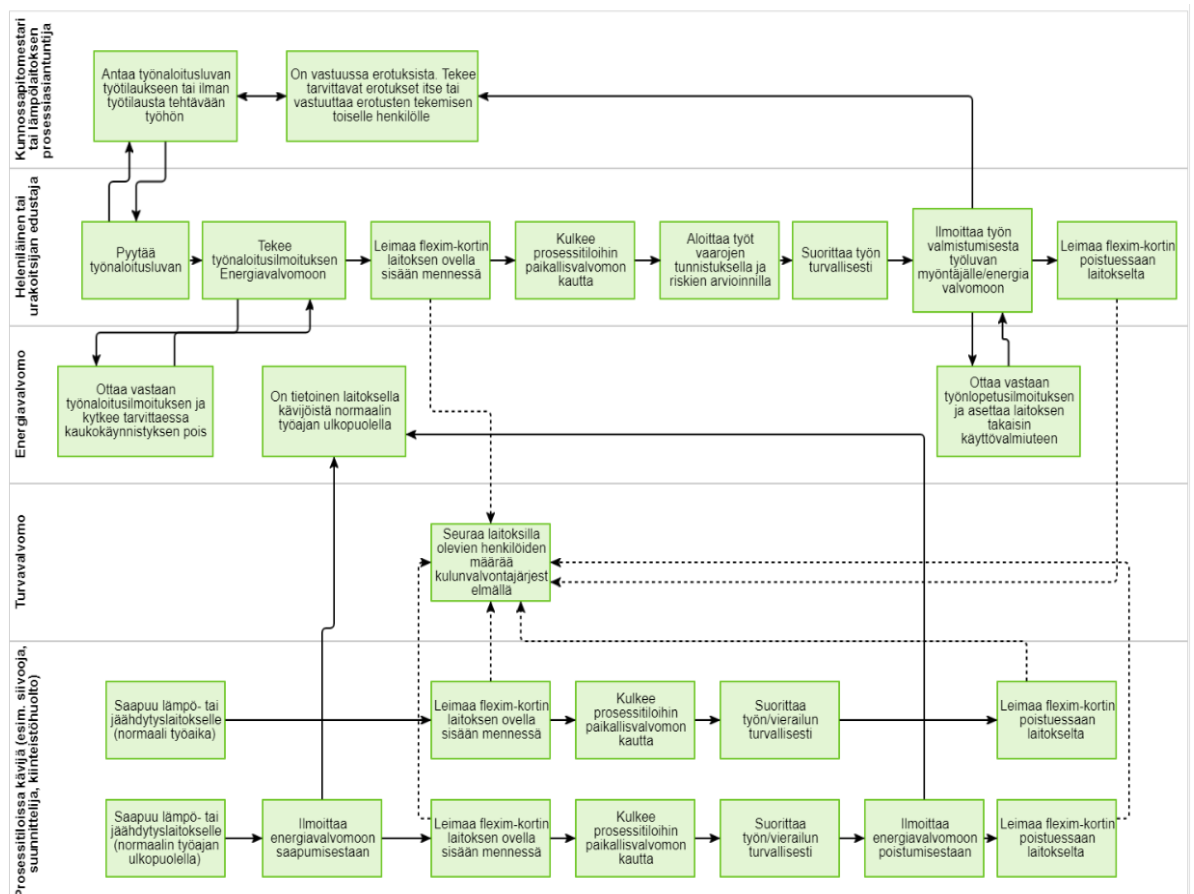 Kunnossapitomestari
tai lämpölaitoksen
prosessiasiantuntija
Antaa työnaloitusluvan
työtilaukseen tai ilman
työtilausta tehtävään
työhön
On vastuussa erotuksista. Tekee
tarvittavat erotukset itse tai
vastuuttaa erotusten tekemisen
toiselle henkilölle
Heleniläinen tai
urakoitsijan edustaja
Pyytää
työnaloitusluvan
Tekee
työnaloitusilmoituksen
Energiavalvomoon
Leimaa flexim-kortin
laitoksen ovella
sisään mennessä
Kulkee
prosessitiloihin
paikallisvalvomon
kautta
Aloittaa työt
vaarojen
tunnistuksella ja
riskien arvioinnilla
Suorittaa työn
turvallisesti
Ilmoittaa työn
valmistumisesta
työluvan
myöntäjälle/energia
valvomoon
Leimaa flexim-kortin
poistuessaan
laitokselta
Energiavalvomo
Ottaa vastaan
työnaloitusilmoituksen ja
kytkee tarvittaessa
kaukokäynnistyksen pois
On tietoinen laitoksella
kävijöistä normaalin
työajan ulkopuolella
Ottaa vastaan
työnlopetusilmoituksen
ja asettaa laitoksen
takaisin
käyttövalmiuteen
Turvavalvomo
Seuraa laitoksilla
olevien henkilöiden
määrää
kulunvalvontajärjest
elmällä
Prosessitiloissa kävijä (esim. siivooja,
suunnittelija, kiinteistöhuolto)
Saapuu lämpö- tai
jäähdytyslaitokselle
(normaali työaika)
Leimaa flexim-kortin
laitoksen ovella
sisään mennessä
Kulkee
prosessitiloihin
paikallisvalvomon
kautta
Suorittaa
työn/vierailun
turvallisesti
Leimaa flexim-kortin
poistuessaan
laitokselta
Saapuu lämpö- tai
jäähdytyslaitokselle
(normaalin työajan
ulkopuolella)
Ilmoittaa
energiavalvomoon
saapumisestaan
Leimaa flexim-kortin
laitoksen ovella
sisään mennessä
Kulkee
prosessitiloihin
paikallisvalvomon
kautta
Suorittaa
työn/vierailun
turvallisesti
Ilmoittaa
energiavalvomoon
poistumisestaan
Leimaa flexim-kortin
poistuessaan
laitokselta